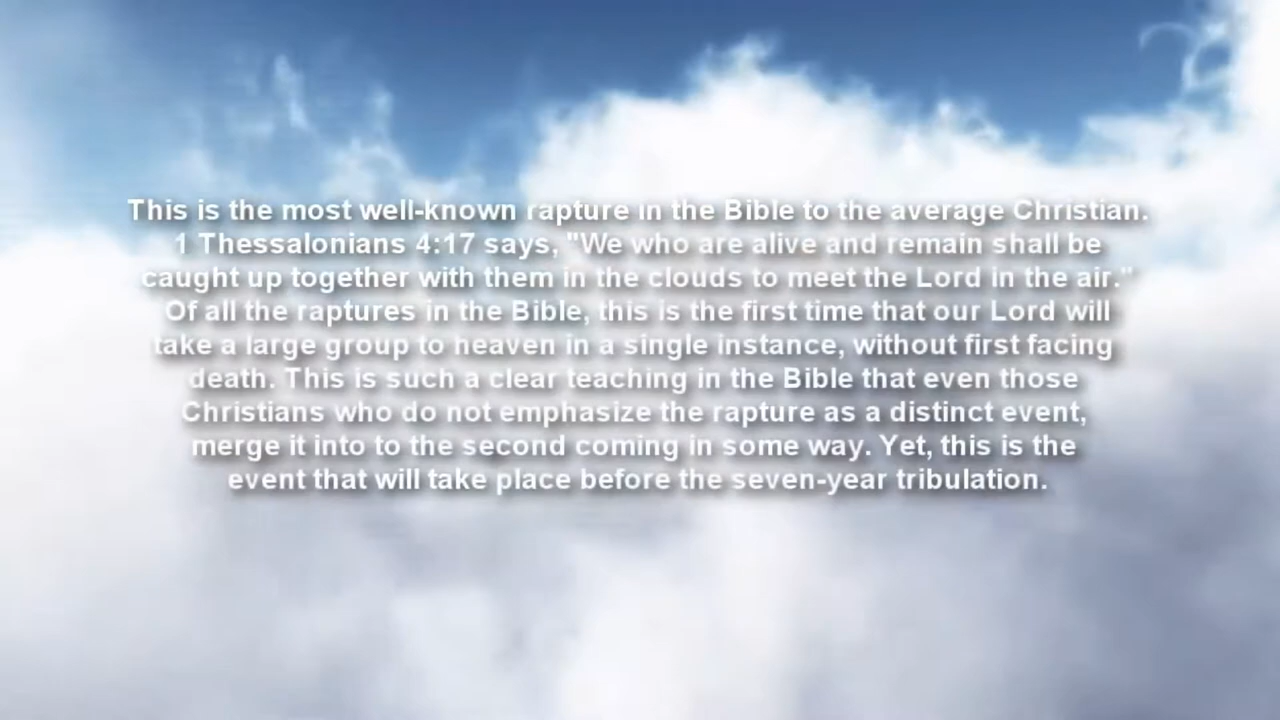 This is the most well-known rapture in the Bible to the average Christian.
1 Thessalonians 4:17 says, "We who are alive and remain shall be
caught up together with them in the clouds to meet the Lord in the air."
Of all the raptures in the Bible, this is the first time that our Lord will
take a large group to heaven in a single instance, without first facing
death. This is such a clear teaching in the Bible that even those
Christians who do not emphasize the rapture as a distinct event,
merge it into to the second coming in some way. Yet, this is the
event that will take place before the seven-year tribulation.